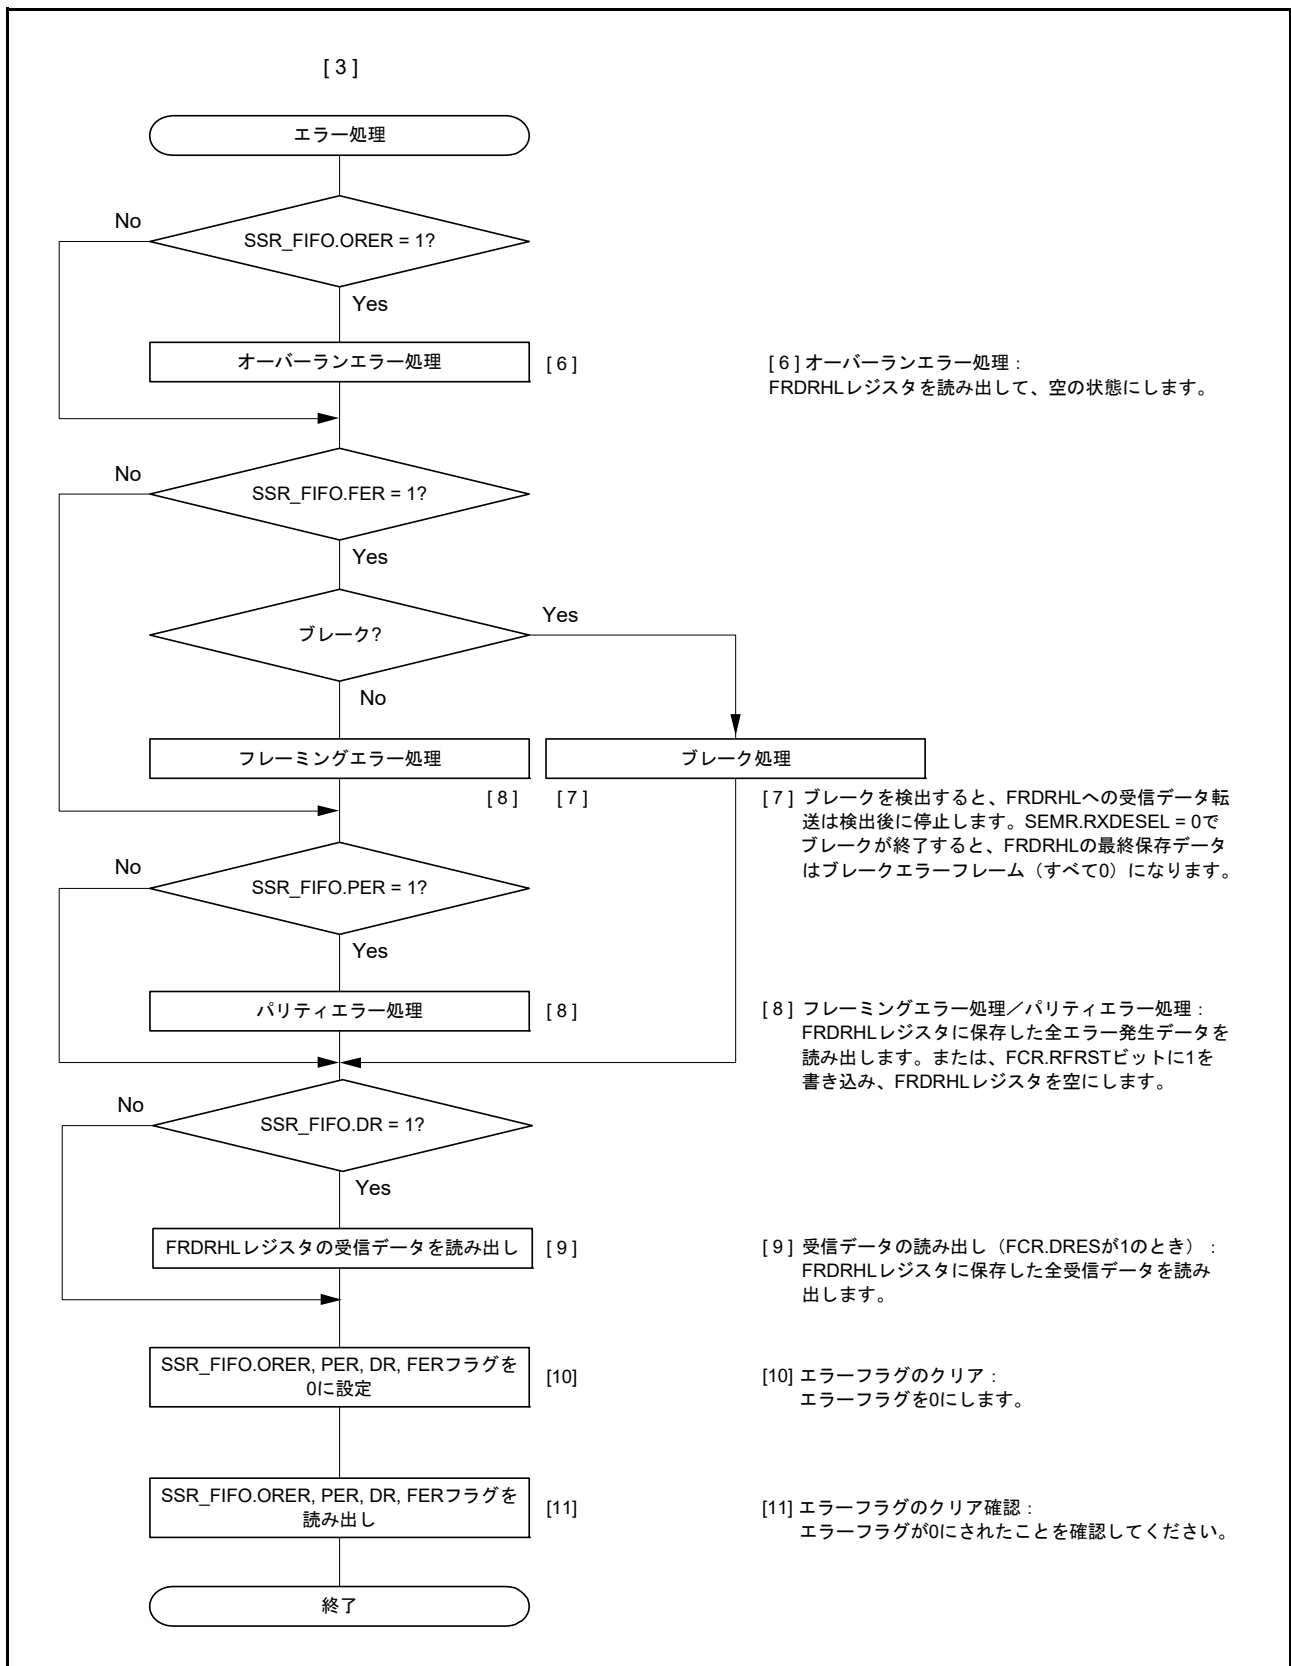 [ 3 ]
エラー処理
No
SSR_FIFO.ORER = 1?
Yes
オーバーランエラー処理
[ 6 ]
[ 6 ] オーバーランエラー処理：
FRDRHLレジスタを読み出して、空の状態にします。
No
SSR_FIFO.FER = 1?
Yes
ブレーク?
Yes
No
フレーミングエラー処理
ブレーク処理
[ 8 ]
[ 7 ]
[ 7 ] ブレークを検出すると、FRDRHLへの受信データ転
送は検出後に停止します。SEMR.RXDESEL = 0で
ブレークが終了すると、FRDRHLの最終保存データ
はブレークエラーフレーム（すべて0）になります。
No
SSR_FIFO.PER = 1?
Yes
パリティエラー処理
[ 8 ]
[ 8 ] フレーミングエラー処理／パリティエラー処理：
FRDRHLレジスタに保存した全エラー発生データを
読み出します。または、FCR.RFRSTビットに1を
書き込み、FRDRHLレジスタを空にします。
No
SSR_FIFO.DR = 1?
Yes
FRDRHLレジスタの受信データを読み出し
[ 9 ]
[ 9 ] 受信データの読み出し（FCR.DRESが1のとき）：
FRDRHLレジスタに保存した全受信データを読み
出します。
SSR_FIFO.ORER, PER, DR, FERフラグを
0に設定
[10]
[10] エラーフラグのクリア：
エラーフラグを0にします。
SSR_FIFO.ORER, PER, DR, FERフラグを
読み出し
[11]
[11] エラーフラグのクリア確認：
エラーフラグが0にされたことを確認してください。
終了